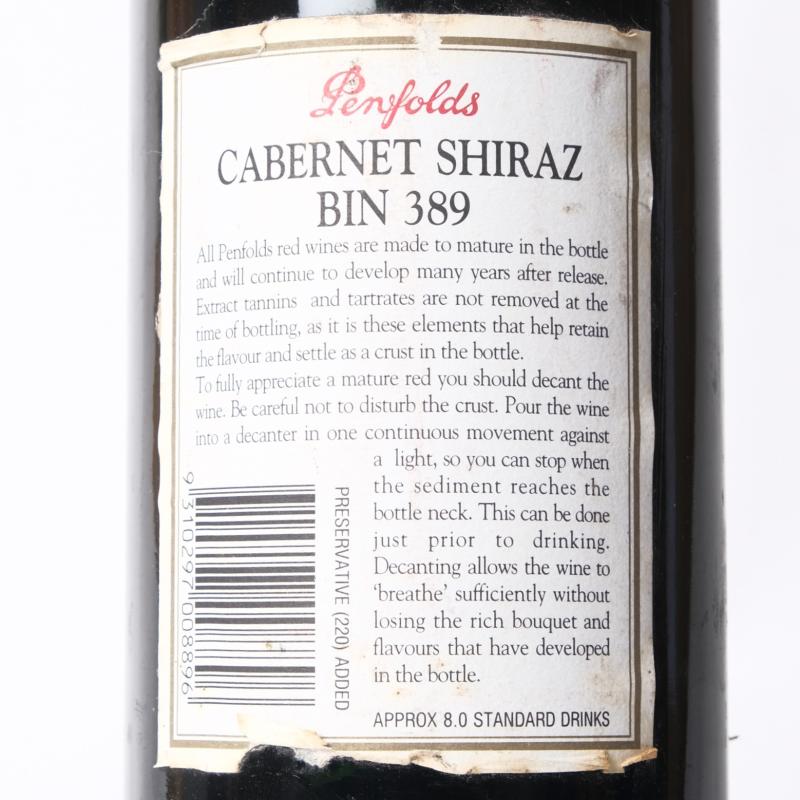 Penfolds
CABERNET SHIRAZ
BIN 389
All Penfolds red wines are made to mature in the bottle
and will continue to develop many years after release.
Extract tannins and tartrates are not removed at the
time of bottling, as it is these elements that help retain
the flavour and settle as a crust in the bottle.
To fully appreciate a mature red you should decant the
wine. Be careful not to disturb the crust. Pour the wine
into a decanter in one continuous movement against
a light, so you can stop when
the sediment reaches the
bottle neck. This can be done
just prior to drinking.
Decanting allows the wine to
'breathe' sufficiently without
losing the rich bouquet and
flavours that have developed
in the bottle.
APPROX 8.0 STANDARD DRINKS
PRESERVATIVE (220) ADDED
9 310297 008896